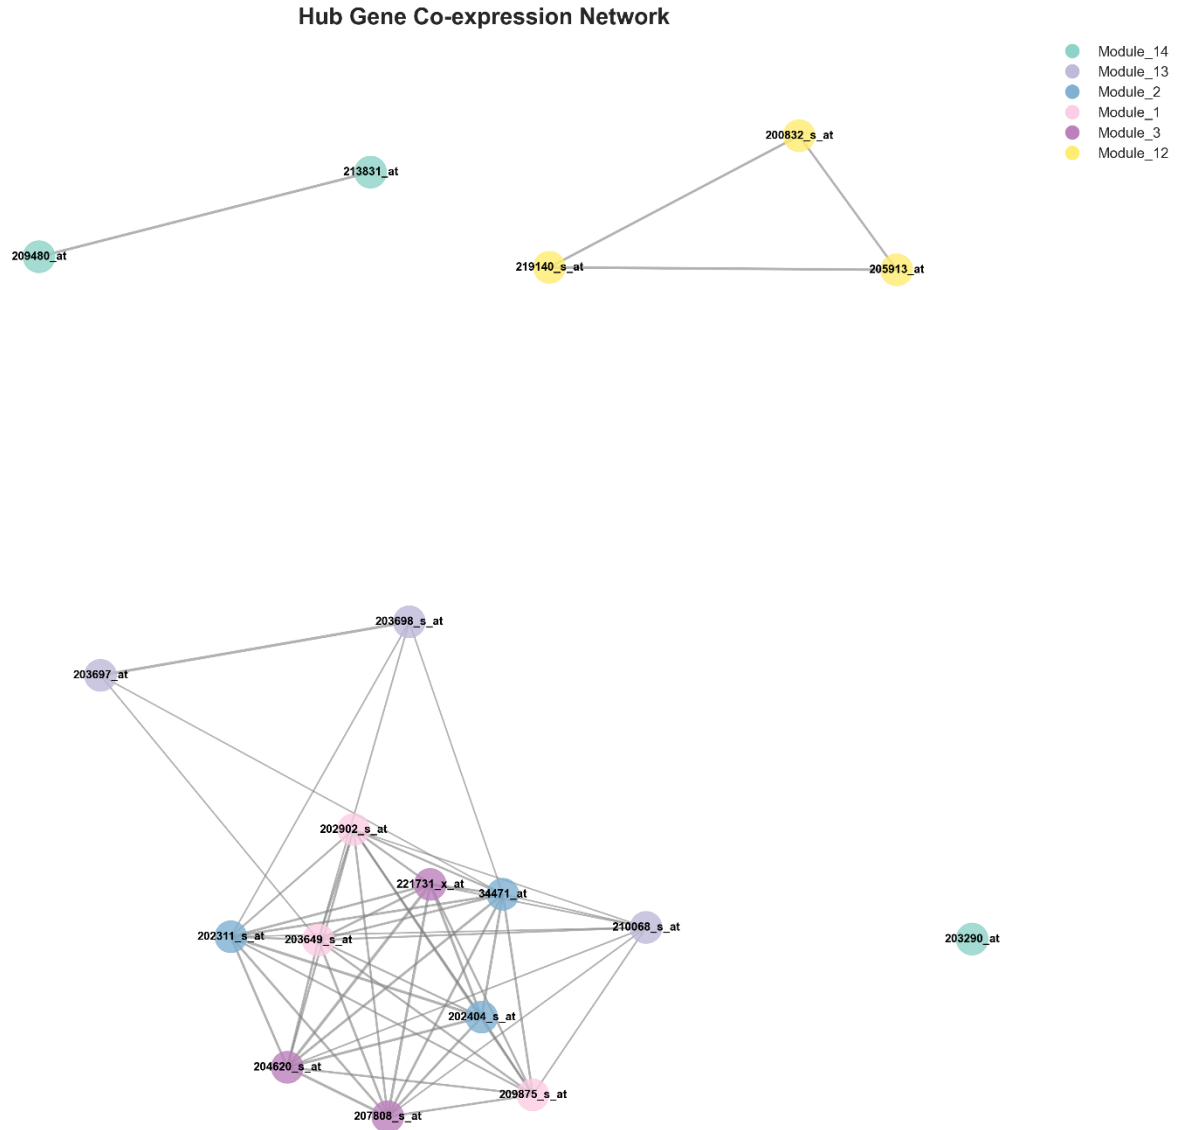 Hub Gene Co-expression Network
Module_14
Module_13
Module_2
Module_1
Module_3
Module_12
200832_s_at
213831_at
209480_at
219140_s_at
205913_at
203698_s_at
203697_at
202902_s_at
221731_x_at
34471_at
210068_s_at
202311_s_at
203649_s_at
203290_at
202404_s_at
204620_s_at
209875_s_at
207808_s_at